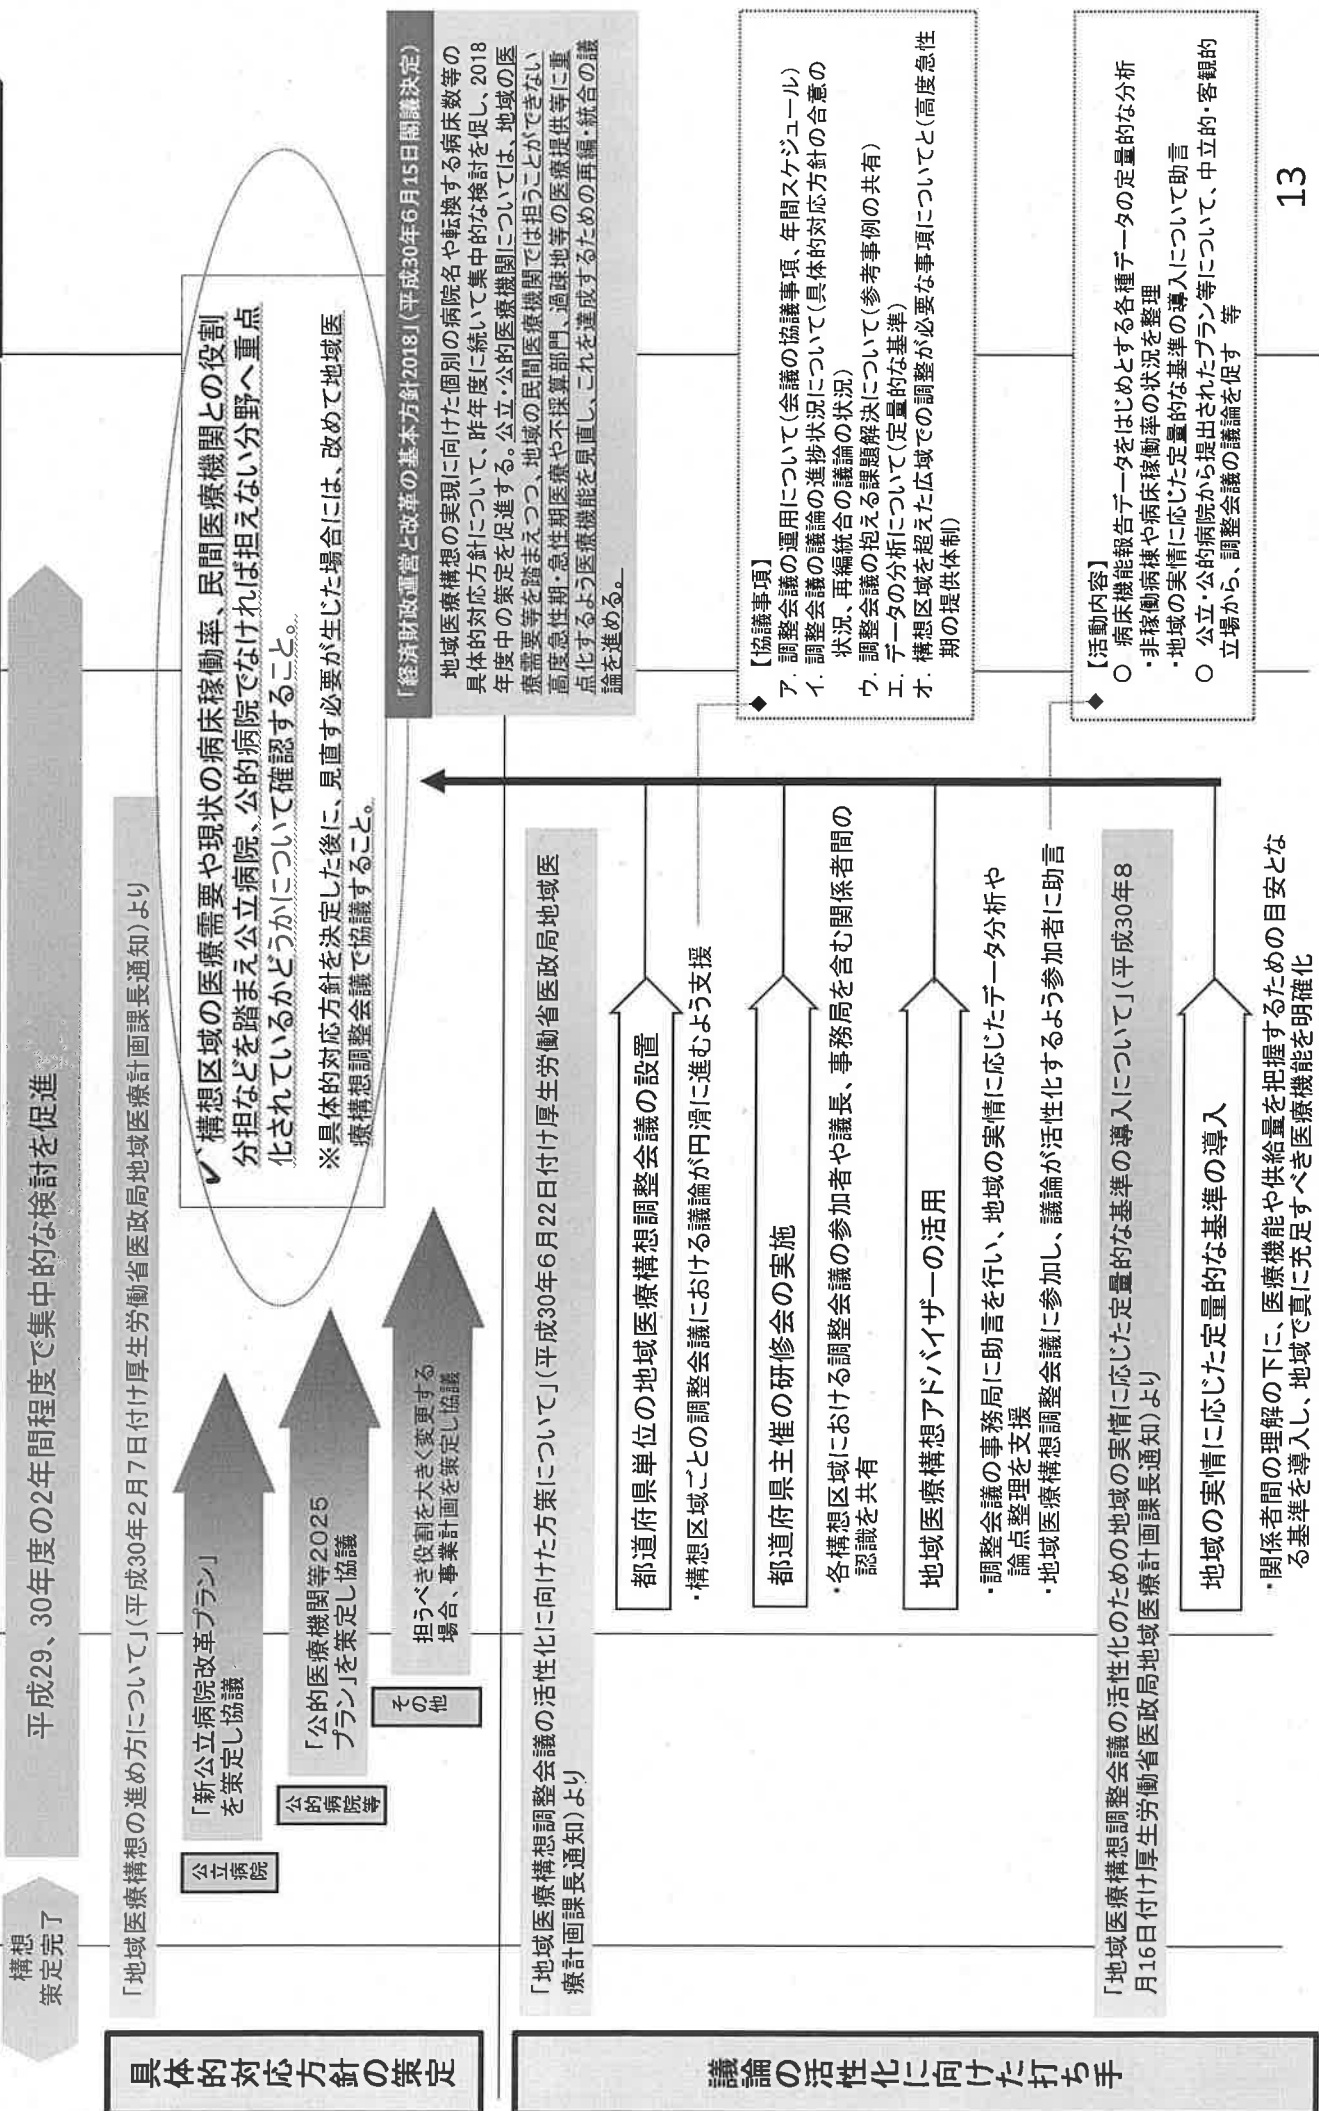 構想
策定完了
平成29、30年度の2年間程度で集中的な検討を促進
具体的対応方針の策定
「地域医療構想の進め方について」(平成30年2月7日付け厚生労働省医政局地域医療計画課長通知)より
公立
病院
「新公立病院改革プラン」
を策定し協議
公的
病院等
「公的医療機関等2025
プラン」を策定し協議
その他
担うべき役割を大きく変更する
場合、事業計画を策定し協議
✓構想区域の医療需要や現状の病床稼働率、民間医療機関との役割
分担などを踏まえ公立病院、公的病院でなければ担えない分野へ重点
化されているかどうかについて確認すること。
※具体的対応方針を決定した後に、見直す必要が生じた場合には、改めて地域医
療構想調整会議で協議すること。
「経済財政運営と改革の基本方針2018」(平成30年6月15日閣議決定)
地域医療構想の実現に向けた個別の病院名や転換する病床数等の
具体的対応方針について、昨年度に続いて集中的な検討を促し、2018
年度中の策定を促進する。公立・公的医療機関については、地域の医
療需要等を踏まえつつ、地域の民間医療機関では担うことができない
高度急性期・急性期医療や不採算部門、過疎地等の医療提供等に重
点化するよう医療機能を見直し、これを達成するための再編・統合の議
論を進める。
議論の活性化に向けた打ち手
「地域医療構想調整会議の活性化に向けた方策について」(平成30年6月22日付け厚生労働省医政局地域医
療計画課長通知)より
都道府県単位の地域医療構想調整会議の設置
・構想区域ごとの調整会議における議論が円滑に進むよう支援
都道府県主催の研修会の実施
・各構想区域における調整会議の参加者や議長、事務局を含む関係者間の
認識を共有
地域医療構想アドバイザーの活用
・調整会議の事務局に助言を行い、地域の実情に応じたデータ分析や
論点整理を支援
・地域医療構想調整会議に参加し、議論が活性化するよう参加者に助言
「地域医療構想調整会議の活性化のための地域の実情に応じた定量的な基準の導入について」(平成30年8
月16日付け厚生労働省医政局地域医療計画課長通知)より
地域の実情に応じた定量的な基準の導入
・関係者間の理解の下に、医療機能や供給量を把握するための目安とな
る基準を導入し、地域で真に充足すべき医療機能を明確化
◆【協議事項】
ア. 調整会議の運用について(会議の協議事項、年間スケジュール)
イ. 調整会議の議論の進捗状況について(具体的対応方針の合意の
状況、再編統合の議論の状況)
ウ. 調整会議の抱える課題解決について(参考事例の共有)
エ. データの分析について(定量的な基準)
オ. 構想区域を超えた広域での調整が必要な事項についてと(高度急性
期の提供体制)
◆【活動内容】
○ 病床機能報告データをはじめとする各種データの定量的な分析
・非稼働病棟や病床稼働率の状況を整理
・地域の実情に応じた定量的な基準の導入について助言
○ 公立・公的病院から提出されたプラン等について、中立的・客観的
立場から、調整会議の議論を促す 等
13